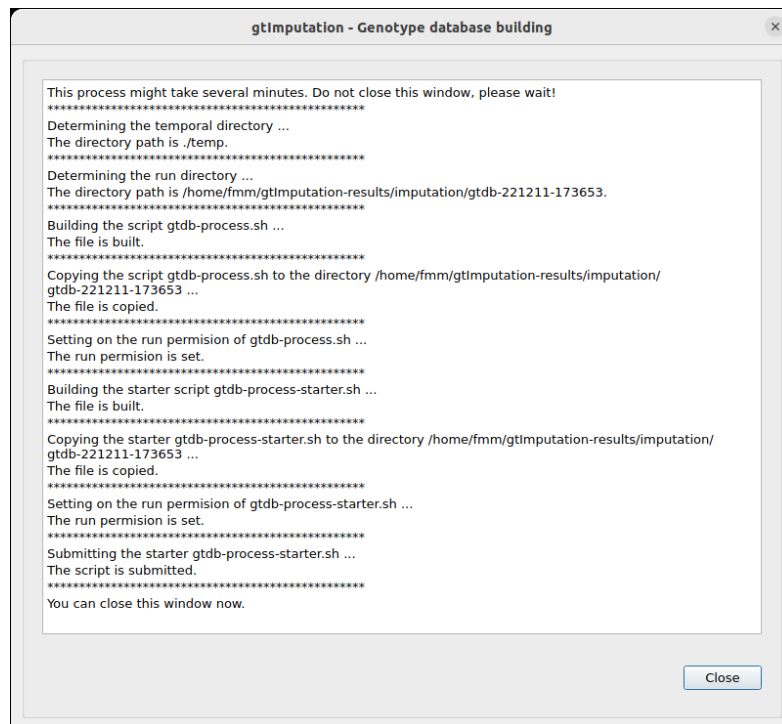 gtImputation - Genotype database building
This process might take several minutes. Do not close this window, please wait!
**************************************************
Determining the temporal directory ...
The directory path is ./temp.
**************************************************
Determining the run directory ...
The directory path is /home/fmm/gtImputation-results/imputation/gtdb-221211-173653.
**************************************************
Building the script gtdb-process.sh ...
The file is built.
**************************************************
Copying the script gtdb-process.sh to the directory /home/fmm/gtImputation-results/imputation/
gtdb-221211-173653 ...
The file is copied.
**************************************************
Setting on the run permision of gtdb-process.sh ...
The run permision is set.
**************************************************
Building the starter script gtdb-process-starter.sh ...
The file is built.
**************************************************
Copying the starter gtdb-process-starter.sh to the directory /home/fmm/gtImputation-results/imputation/
gtdb-221211-173653 ...
The file is copied.
**************************************************
Setting on the run permision of gtdb-process-starter.sh ...
The run permision is set.
**************************************************
Submitting the starter gtdb-process-starter.sh ...
The script is submitted.
**************************************************
You can close this window now.
Close